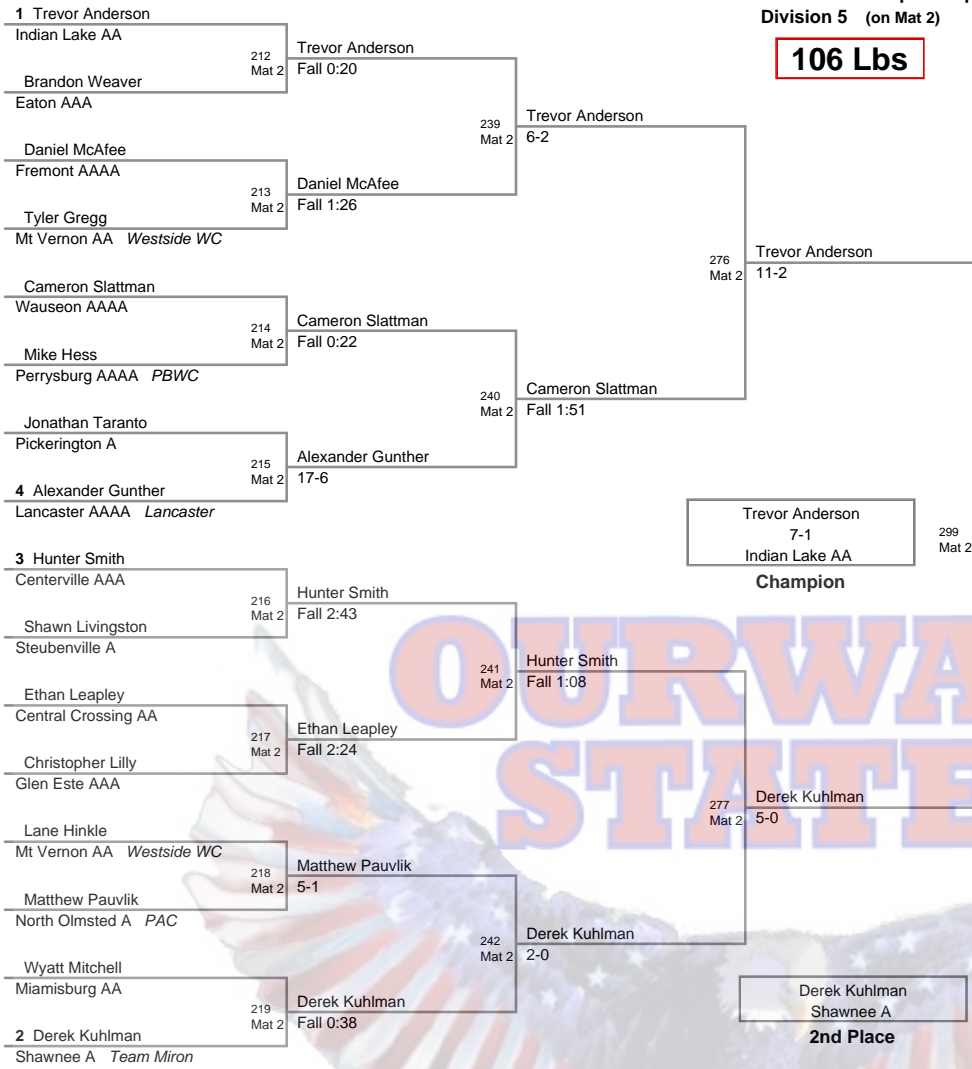 Division 5 (on Mat 2)
106 Lbs
1 Trevor Anderson
Indian Lake AA
212
Mat 2
Trevor Anderson
Fall 0:20
Brandon Weaver
Eaton AAA
239
Mat 2
Trevor Anderson
6-2
Daniel McAfee
Fremont AAAA
213
Mat 2
Daniel McAfee
Fall 1:26
Tyler Gregg
Mt Vernon AA Westside WC
276
Mat 2
Trevor Anderson
11-2
Cameron Slattman
Wauseon AAAA
214
Mat 2
Cameron Slattman
Fall 0:22
Mike Hess
Perrysburg AAAA PBWC
240
Mat 2
Cameron Slattman
Fall 1:51
Jonathan Taranto
Pickerington A
215
Mat 2
Alexander Gunther
17-6
4 Alexander Gunther
Lancaster AAAA Lancaster
Trevor Anderson
7-1
Indian Lake AA
Champion
299
Mat 2
3 Hunter Smith
Centerville AAA
216
Mat 2
Hunter Smith
Fall 2:43
Shawn Livingston
Steubenville A
241
Mat 2
Hunter Smith
Fall 1:08
Ethan Leapley
Central Crossing AA
217
Mat 2
Ethan Leapley
Fall 2:24
Christopher Lilly
Glen Este AAA
277
Mat 2
Derek Kuhlman
5-0
Lane Hinkle
Mt Vernon AA Westside WC
218
Mat 2
Matthew Pauvlik
5-1
Matthew Pauvlik
North Olmsted A PAC
242
Mat 2
Derek Kuhlman
2-0
Wyatt Mitchell
Miamisburg AA
219
Mat 2
Derek Kuhlman
Fall 0:38
2 Derek Kuhlman
Shawnee A Team Miron
Derek Kuhlman
Shawnee A
2nd Place
OURWA
STATE